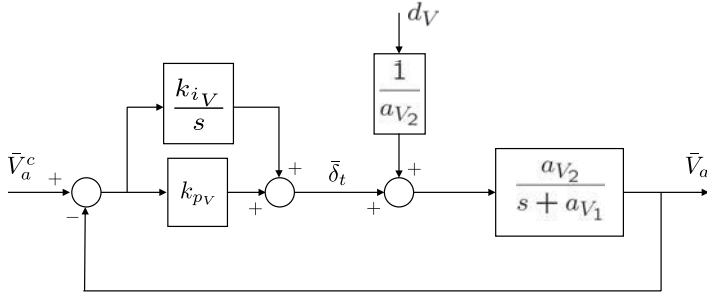 d_V
1
a_{V_2}
k_{i_V}
s
V̄_a^c
+
−
k_{p_V}
+
+
δ̄_t
+
+
a_{V_2}
s + a_{V_1}
V̄_a